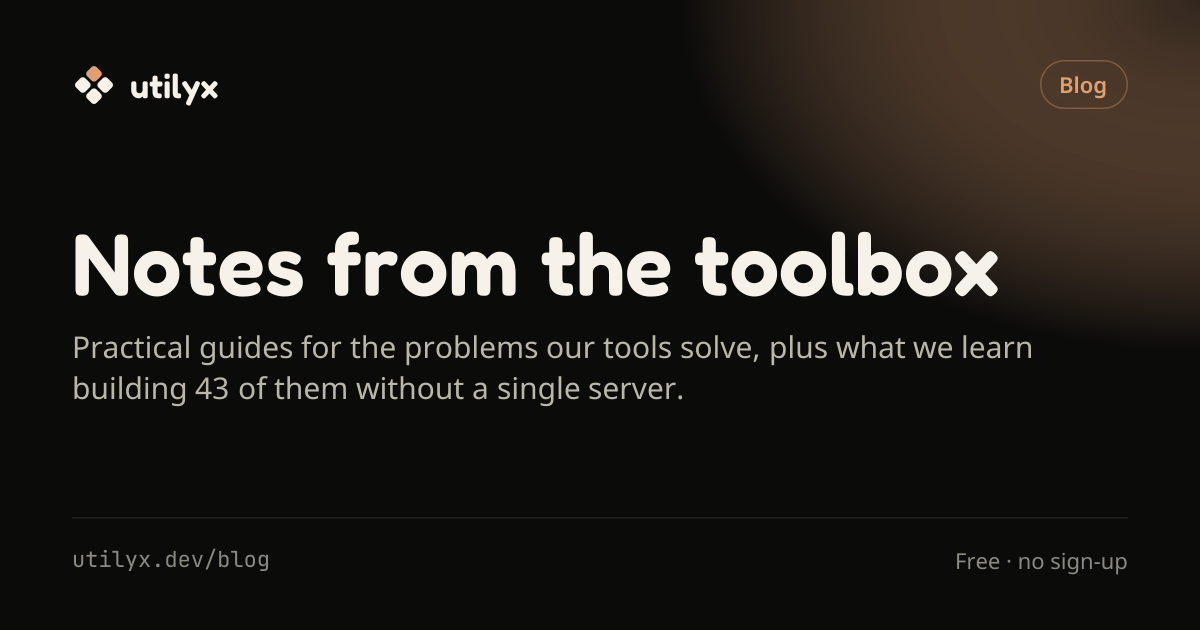 utilyx
Blog
Notes from the toolbox
Practical guides for the problems our tools solve, plus what we learn
building 43 of them without a single server.
utilyx.dev/blog
Free · no sign-up